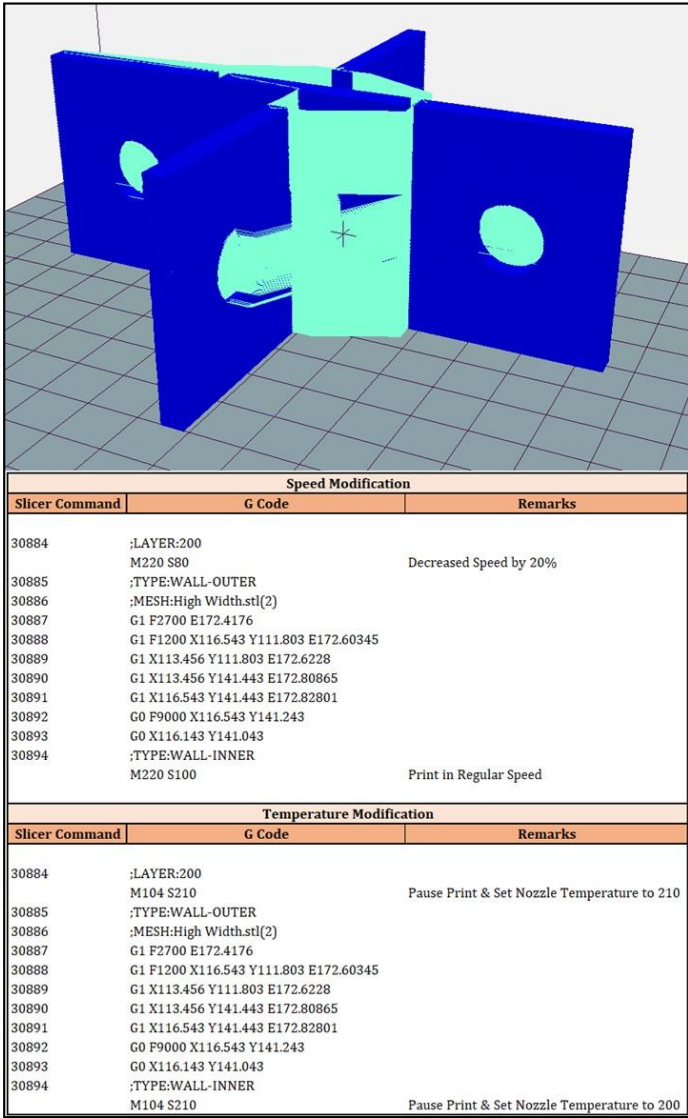 Speed Modification
Slicer Command G Code Remarks
30884 ;LAYER:200
M220 S80 Decreased Speed by 20%
30885 ;TYPE:WALL-OUTER
30886 ;MESH:High Width.stl(2)
30887 G1 F2700 E172.4176
30888 G1 F1200 X116.543 Y111.803 E172.60345
30889 G1 X113.456 Y111.803 E172.6228
30890 G1 X113.456 Y141.443 E172.80865
30891 G1 X116.543 Y141.443 E172.82801
30892 G0 F9000 X116.543 Y141.243
30893 G0 X116.143 Y141.043
30894 ;TYPE:WALL-INNER
M220 S100 Print in Regular Speed
Temperature Modification
Slicer Command G Code Remarks
30884 ;LAYER:200
M104 S210 Pause Print & Set Nozzle Temperature to 210
30885 ;TYPE:WALL-OUTER
30886 ;MESH:High Width.stl(2)
30887 G1 F2700 E172.4176
30888 G1 F1200 X116.543 Y111.803 E172.60345
30889 G1 X113.456 Y111.803 E172.6228
30890 G1 X113.456 Y141.443 E172.80865
30891 G1 X116.543 Y141.443 E172.82801
30892 G0 F9000 X116.543 Y141.243
30893 G0 X116.143 Y141.043
30894 ;TYPE:WALL-INNER
M104 S210 Pause Print & Set Nozzle Temperature to 200